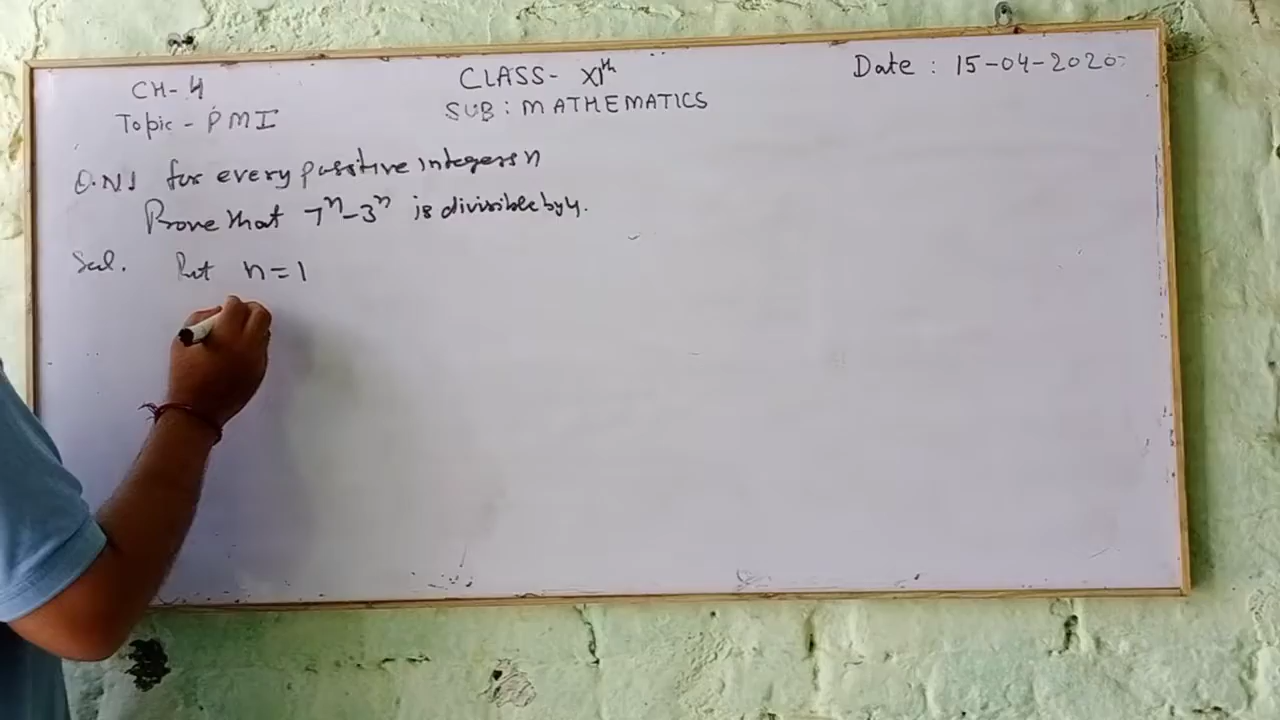 CH-4
Topic - PMI
CLASS- XIth
SUB : MATHEMATICS
Date : 15-04-2020
Q.N1 for every positive integers n
Prove that 7ⁿ-3ⁿ is divisible by 4.
Sol. Put n=1